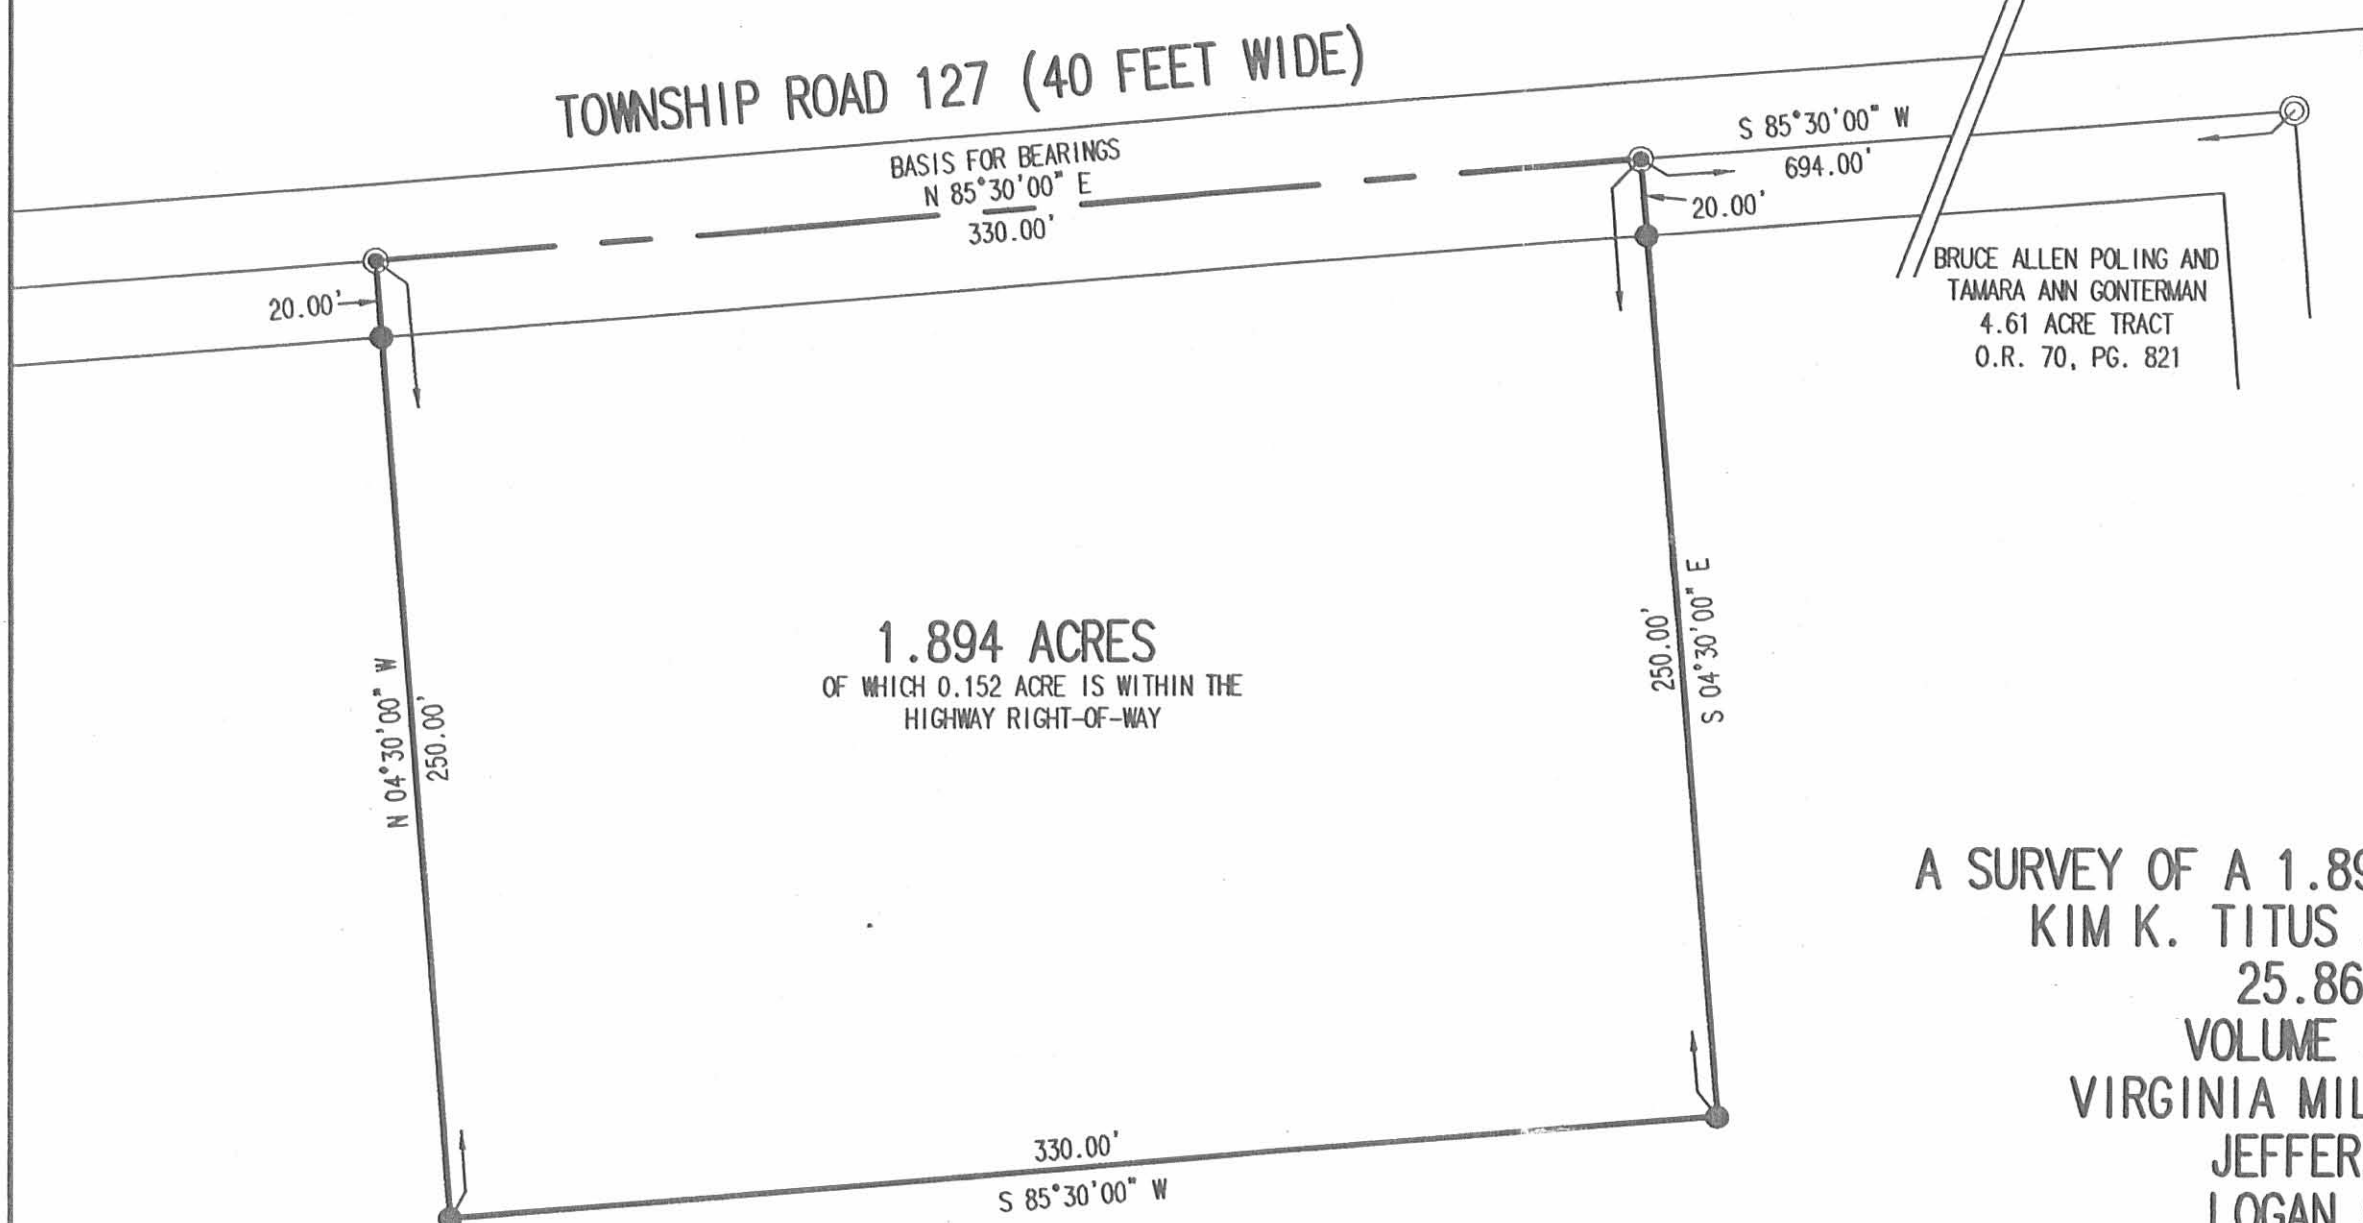 TOWNSHIP ROAD 127 (40 FEET WIDE)
BASIS FOR BEARINGS
N 85°30'00" E
330.00'
S 85°30'00" W
694.00'
20.00'
20.00'
BRUCE ALLEN POLING AND
TAMARA ANN GONTERMAN
4.61 ACRE TRACT
O.R. 70, PG. 821
1.894 ACRES
OF WHICH 0.152 ACRE IS WITHIN THE
HIGHWAY RIGHT-OF-WAY
N 04°30'00" W
250.00'
250.00'
S 04°30'00" E
330.00'
S 85°30'00" W
A SURVEY OF A 1.89
KIM K. TITUS
25.86
VOLUME
VIRGINIA MIL
JEFFER
LOGAN